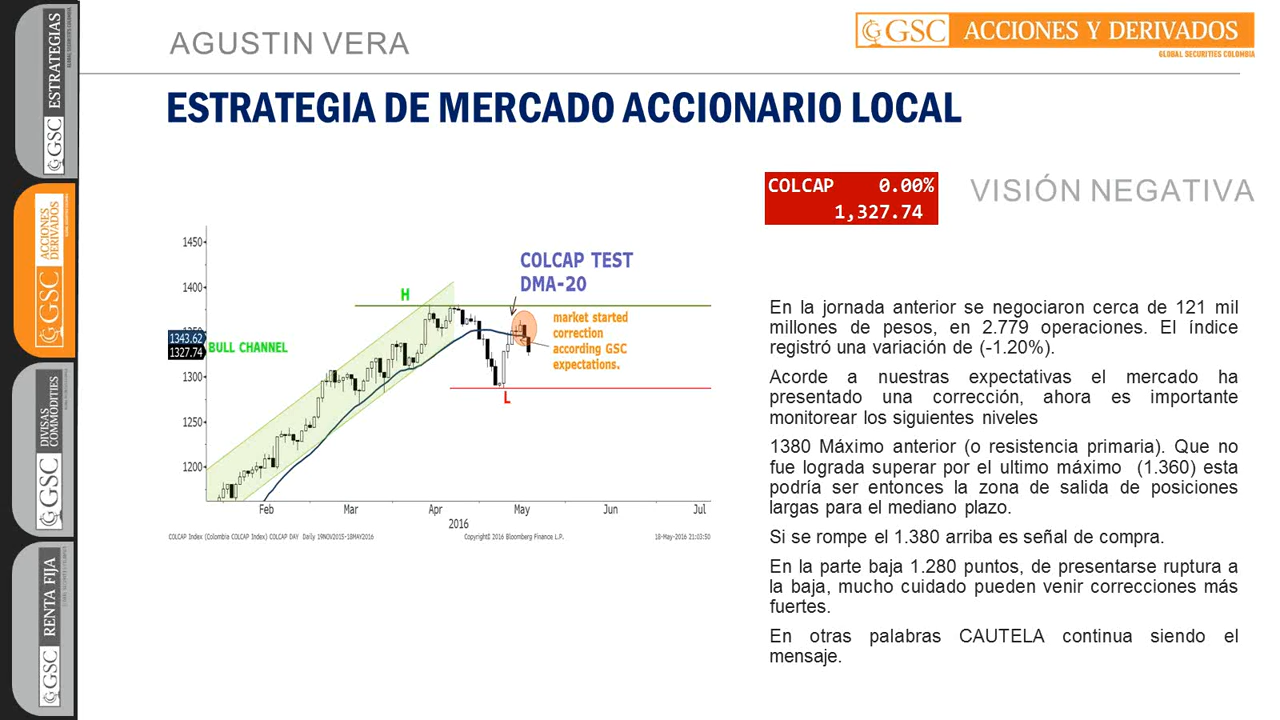 AGUSTIN VERA
GSC ACCIONES Y DERIVADOS
GLOBAL SECURITIES COLOMBIA
ESTRATEGIA DE MERCADO ACCIONARIO LOCAL
GSC ESTRATEGIAS
GSC ACCIONES
DERIVADOS
GSC DIVISAS
COMMODITIES
GSC RENTA FIJA
COLCAP 0.00%
1,327.74
VISIÓN NEGATIVA
1450
1400
1350
1343.62
1327.74
1300
1250
1200
BULL CHANNEL
H
COLCAP TEST
DMA-20
market started
correction
according GSC
expectations.
L
Feb Mar Apr May Jun Jul
2016
COLCAP Index (Colombia COLCAP Index) COLCAP DAY Daily 19NOV2015-18MAY2016 Copyright© 2016 Bloomberg Finance L.P. 18-May-2016 21:03:50
En la jornada anterior se negociaron cerca de 121 mil
millones de pesos, en 2.779 operaciones. El índice
registró una variación de (-1.20%).
Acorde a nuestras expectativas el mercado ha
presentado una corrección, ahora es importante
monitorear los siguientes niveles
1380 Máximo anterior (o resistencia primaria). Que no
fue lograda superar por el ultimo máximo (1.360) esta
podría ser entonces la zona de salida de posiciones
largas para el mediano plazo.
Si se rompe el 1.380 arriba es señal de compra.
En la parte baja 1.280 puntos, de presentarse ruptura a
la baja, mucho cuidado pueden venir correcciones más
fuertes.
En otras palabras CAUTELA continua siendo el
mensaje.